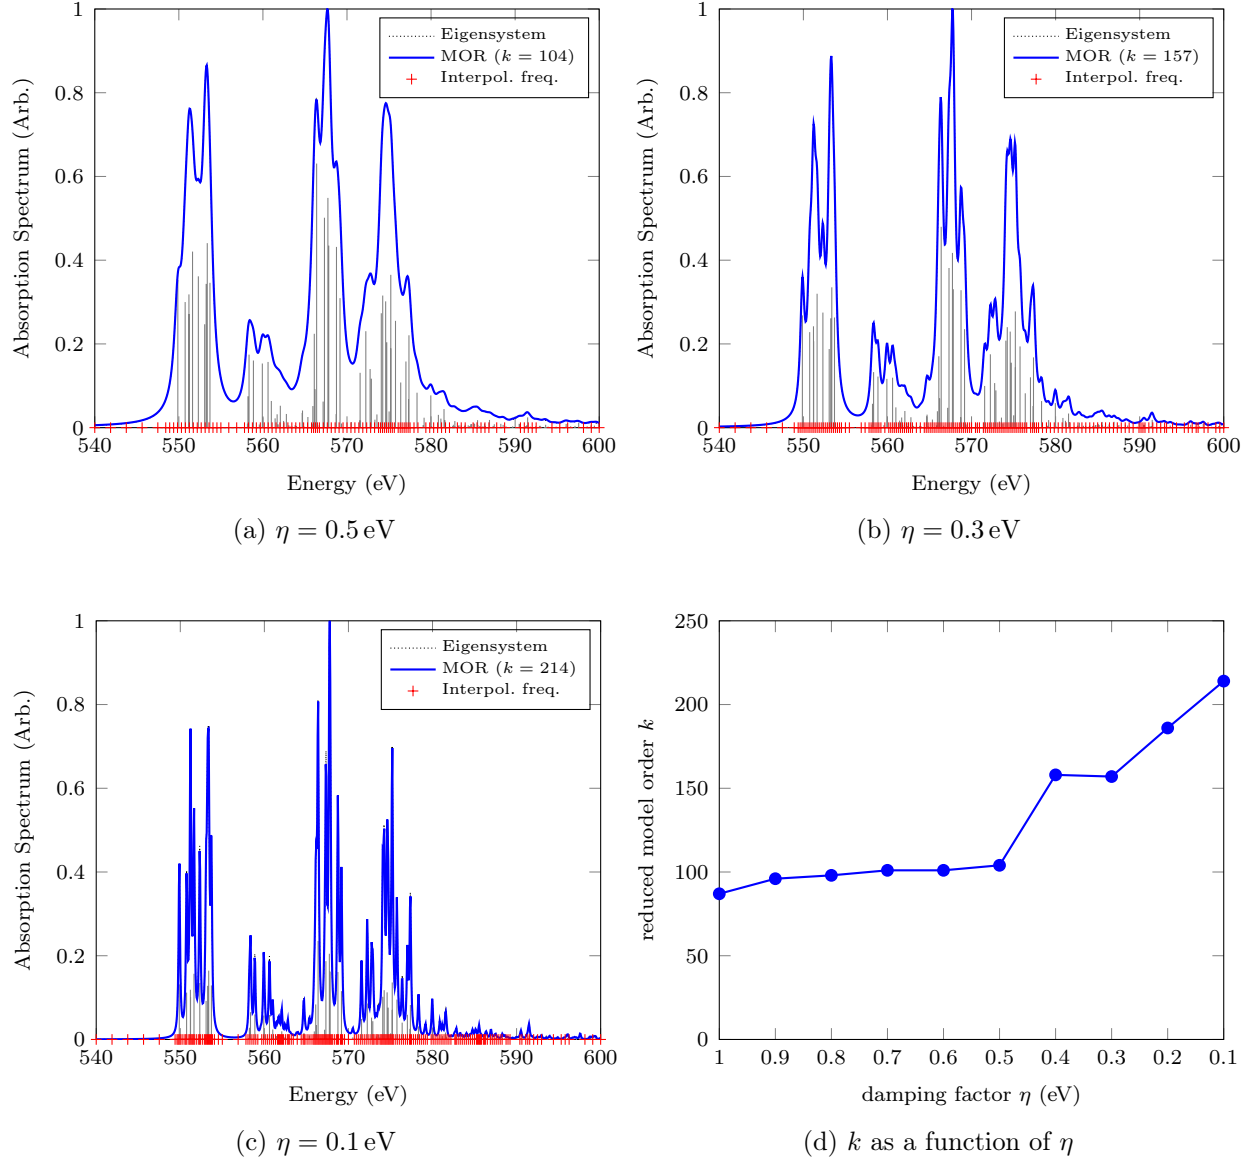 Absorption Spectrum (Arb.)
1
0.8
0.6
0.4
0.2
0
540 550 560 570 580 590 600
Energy (eV)
Eigensystem
MOR (k = 104)
Interpol. freq.
(a) η = 0.5 eV
Absorption Spectrum (Arb.)
1
0.8
0.6
0.4
0.2
0
540 550 560 570 580 590 600
Energy (eV)
Eigensystem
MOR (k = 157)
Interpol. freq.
(b) η = 0.3 eV
Absorption Spectrum (Arb.)
1
0.8
0.6
0.4
0.2
0
540 550 560 570 580 590 600
Energy (eV)
Eigensystem
MOR (k = 214)
Interpol. freq.
(c) η = 0.1 eV
reduced model order k
250
200
150
100
50
0
1 0.9 0.8 0.7 0.6 0.5 0.4 0.3 0.2 0.1
damping factor η (eV)
(d) k as a function of η